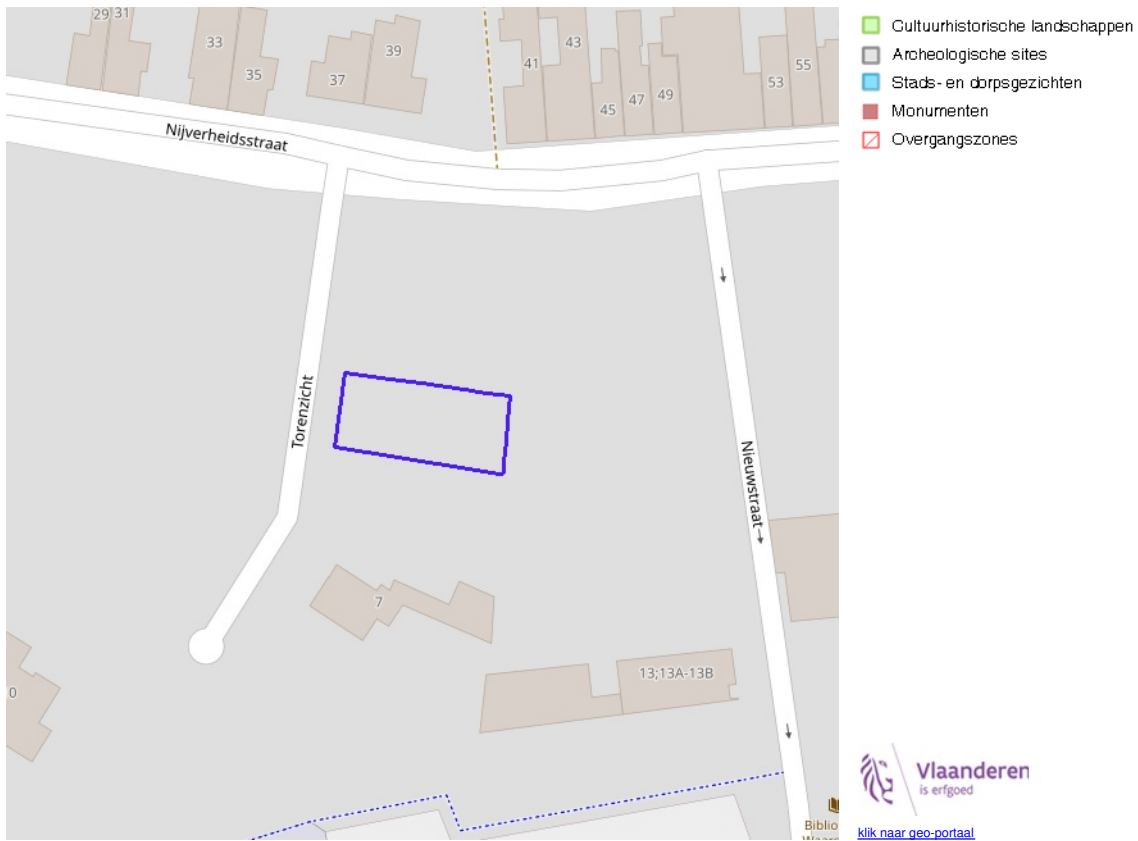 29 31
33
35
37
39
41
43
45
47
49
53
55
Nijverheidsstraat
Torenzicht
Nieuwstraat
7
13;13A-13B
0
Biblio
Cultuurhistorische landschappen
Archeologische sites
Stads- en dorpsgezichten
Monumenten
Overgangszones
Vlaanderen
is erfgoed
klik naar geo-portaal